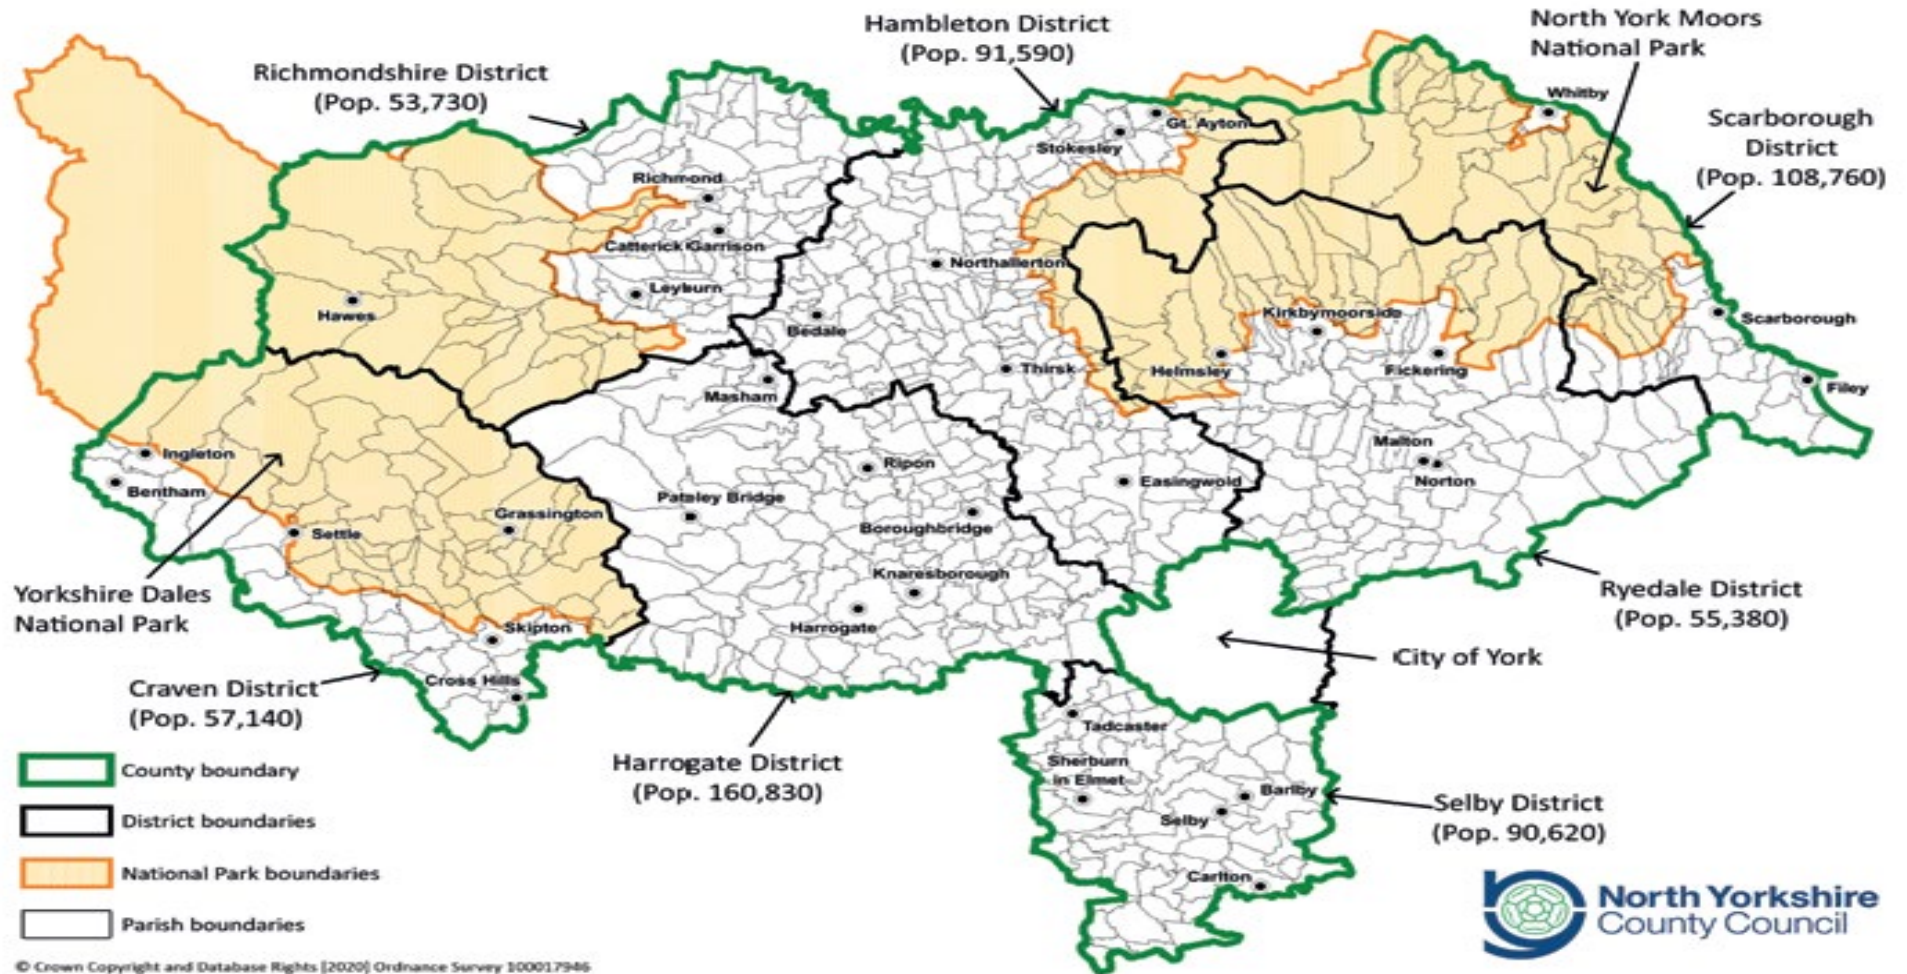 Hambleton District
(Pop. 91,590)
North York Moors
National Park
Richmondshire District
(Pop. 53,730)
Whitby
Scarborough
District
(Pop. 108,760)
Gt. Ayton
Stokesley
Richmond
Catterick Garrison
Northallerton
Leyburn
Hawes
Bedale
Kirkbymoorside
Scarborough
Thirsk
Helmsley
Pickering
Filey
Masham
Malton
Ingleton
Ripon
Norton
Bentham
Pateley Bridge
Easingwold
Grassington
Settle
Boroughbridge
Knaresborough
Yorkshire Dales
National Park
Ryedale District
(Pop. 55,380)
Skipton
Harrogate
City of York
Craven District
(Pop. 57,140)
Cross Hills
Tadcaster
Harrogate District
(Pop. 160,830)
Sherburn
in Elmet
Barlby
Selby
Selby District
(Pop. 90,620)
Carlton
County boundary
District boundaries
National Park boundaries
Parish boundaries
North Yorkshire
County Council
© Crown Copyright and Database Rights [2020] Ordnance Survey 100017946